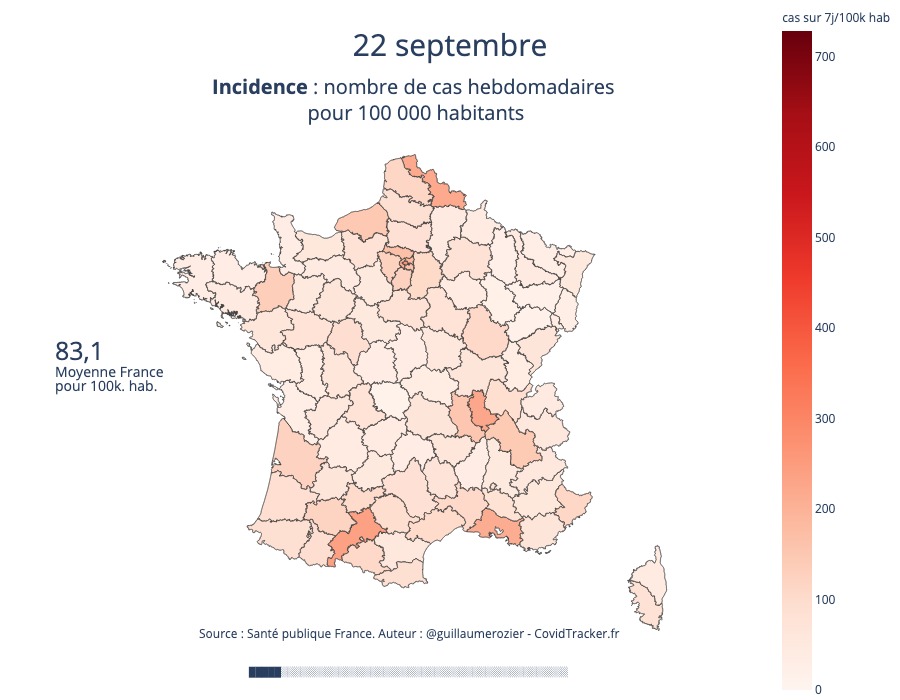 cas sur 7j/100k hab
22 septembre
Incidence : nombre de cas hebdomadaires
pour 100 000 habitants
83,1
Moyenne France
pour 100k. hab.
700
600
500
400
300
200
100
0
Source : Santé publique France. Auteur : @guillaumerozier - CovidTracker.fr